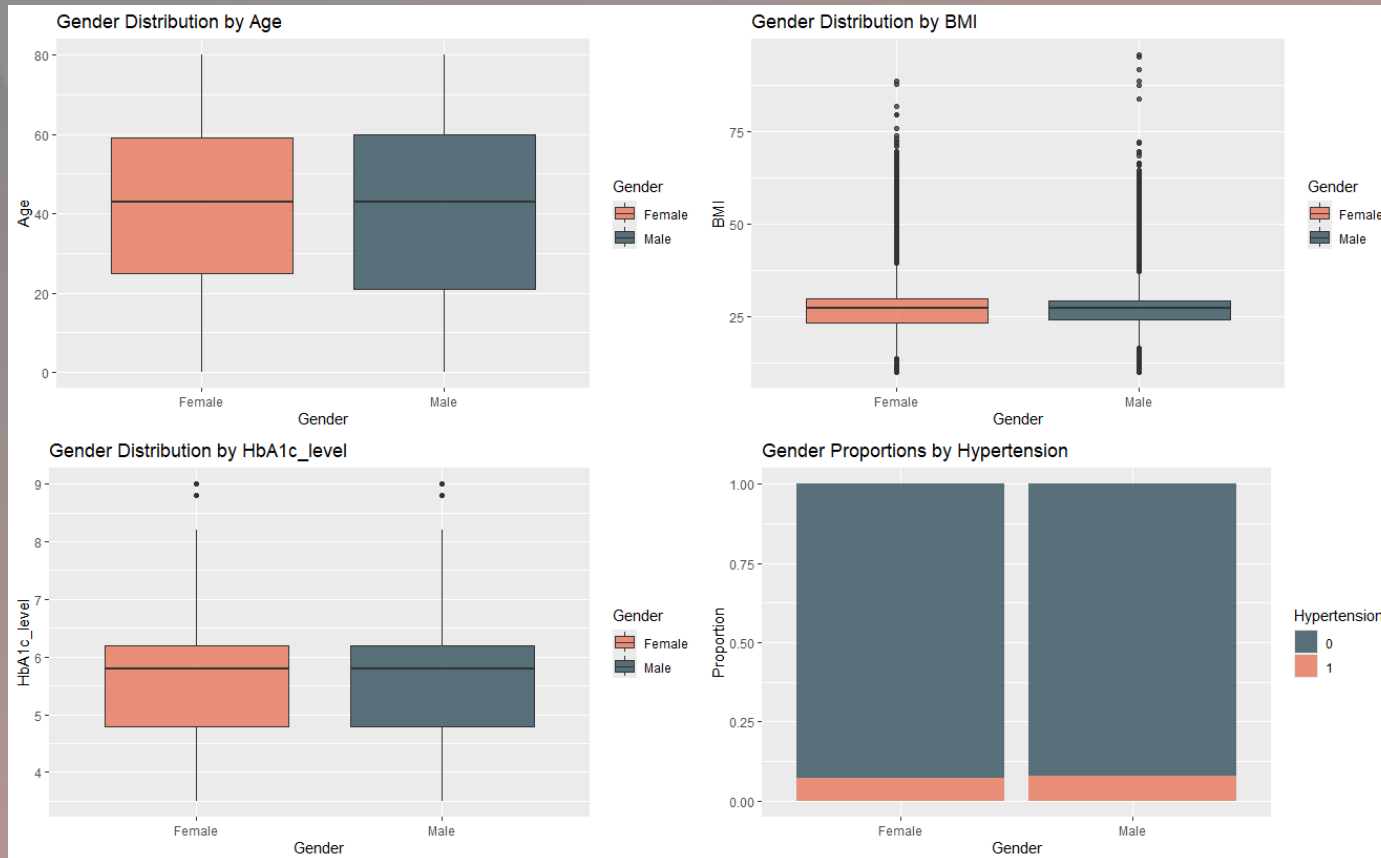 Gender Distribution by Age
80
60
40
20
0
Age
Female
Male
Gender
Gender
Female
Male
Gender Distribution by BMI
75
50
25
BMI
Female
Male
Gender
Gender
Female
Male
Gender Distribution by HbA1c_level
9
8
7
6
5
4
HbA1c_level
Female
Male
Gender
Gender
Female
Male
Gender Proportions by Hypertension
1.00
0.75
0.50
0.25
0.00
Proportion
Female
Male
Gender
Hypertension
0
1